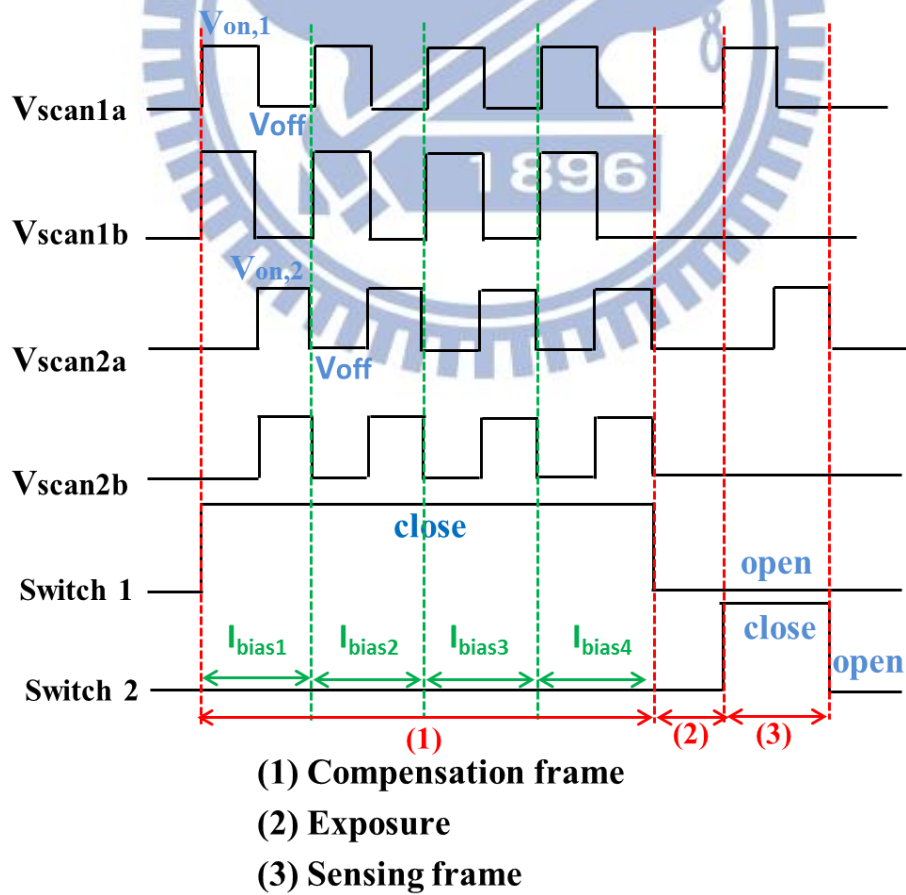 Von,1
Vscan1a
Voff
1896
Vscan1b
Von,2
Vscan2a
Voff
Vscan2b
close
Switch 1
open
Ibias1 Ibias2 Ibias3 Ibias4
close
Switch 2
open
(1) (2) (3)
(1) Compensation frame
(2) Exposure
(3) Sensing frame